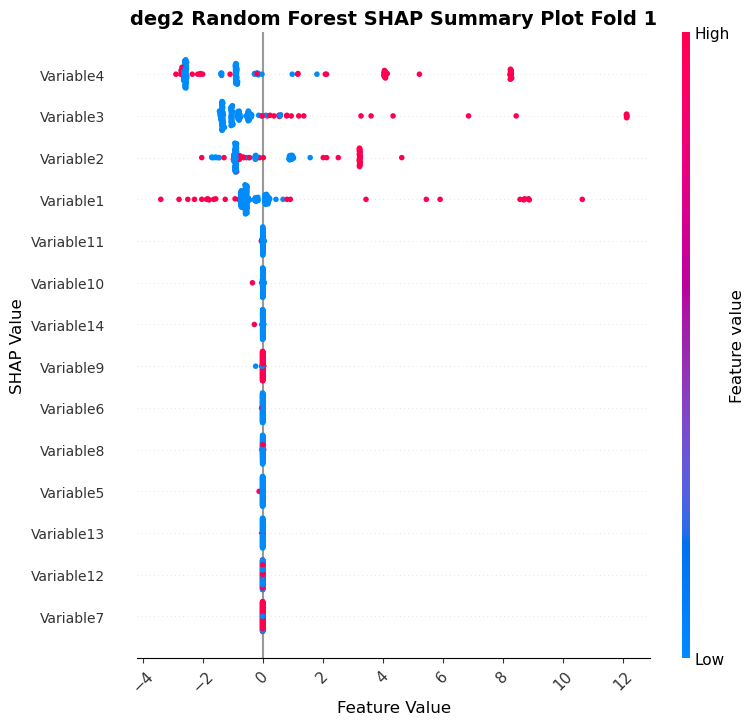 deg2 Random Forest SHAP Summary Plot Fold 1
High
Variable4
Variable3
Variable2
Variable1
Variable11
Variable10
Variable14
Variable9
Variable6
Variable8
Variable5
Variable13
Variable12
Variable7
SHAP Value
Feature value
Low
−4 −2 0 2 4 6 8 10 12
Feature Value